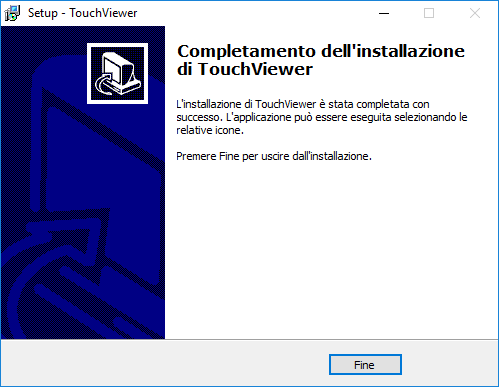 Setup - TouchViewer
Completamento dell'installazione
di TouchViewer
L'installazione di TouchViewer è stata completata con
successo. L'applicazione può essere eseguita selezionando le
relative icone.
Premere Fine per uscire dall'installazione.
Fine